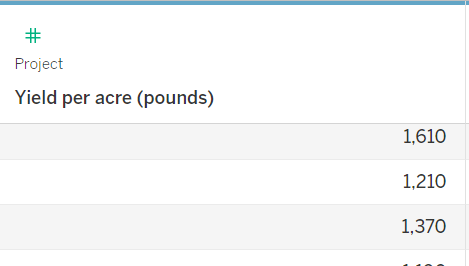 #
Project
Yield per acre (pounds)
1,610
1,210
1,370